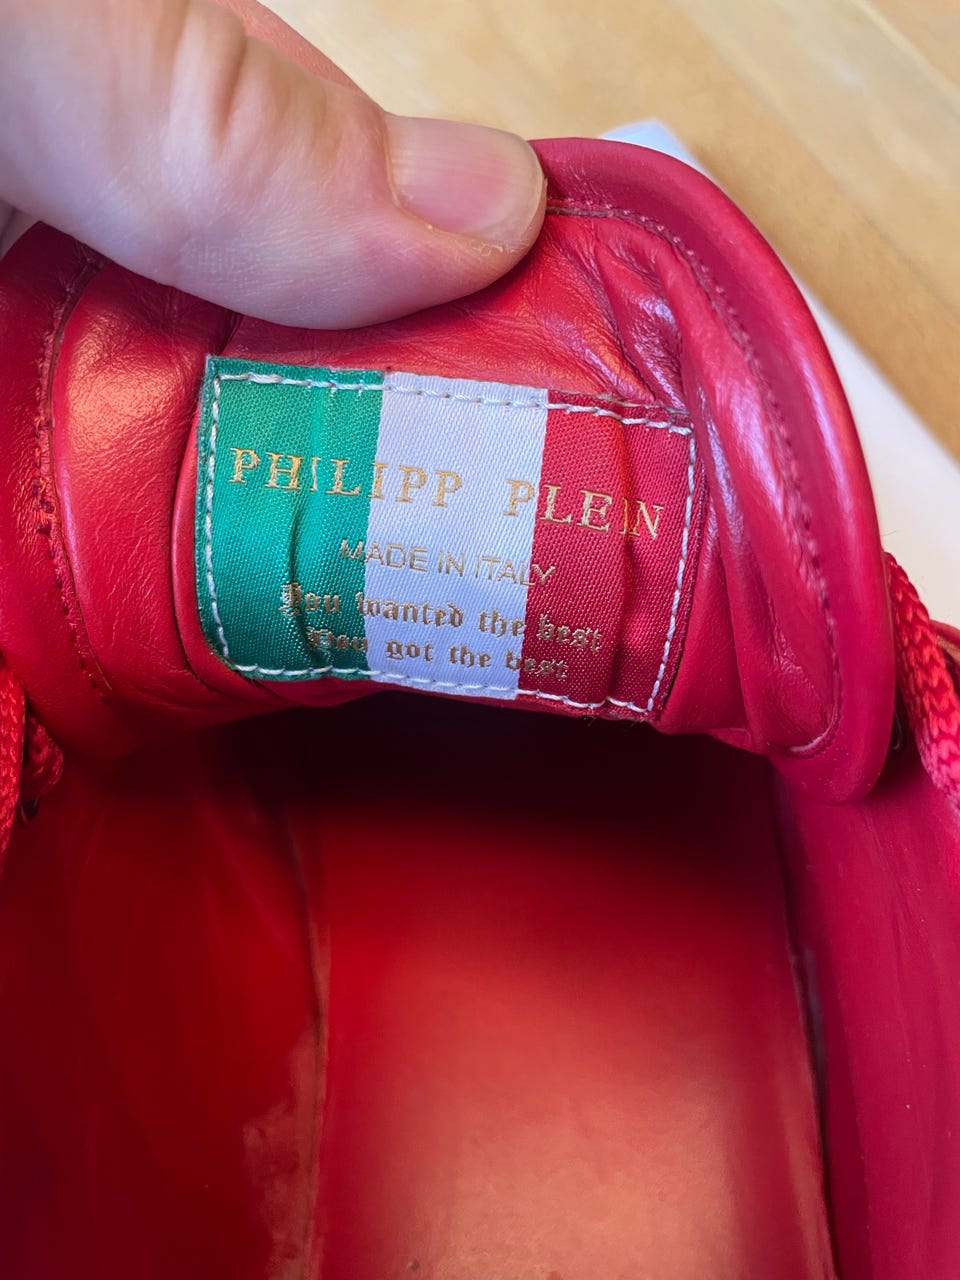 PHILIPP PLEIN
MADE IN ITALY
You wanted the best
You got the best